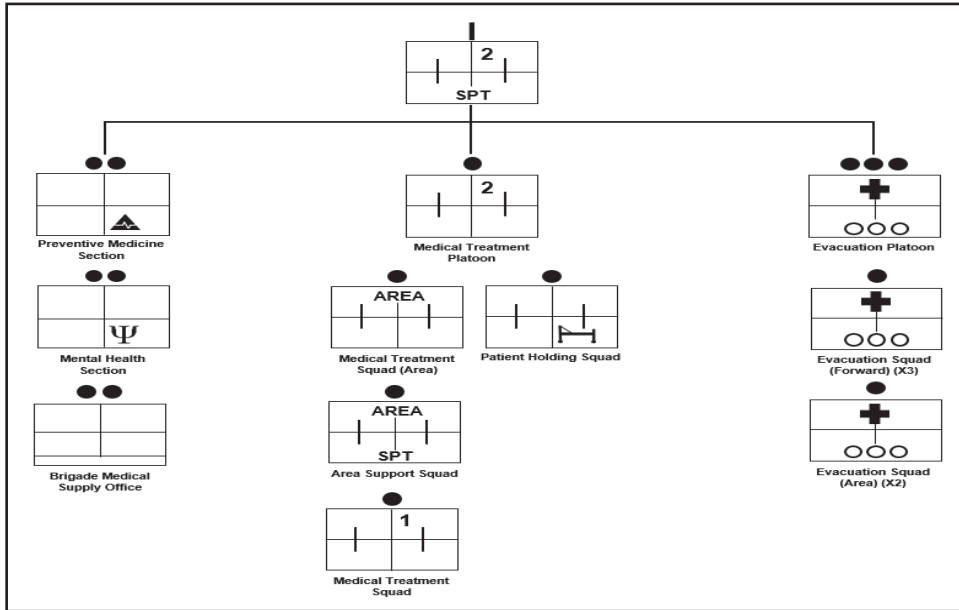 2
SPT
Preventive Medicine
Section
2
Medical Treatment
Platoon
Evacuation Platoon
Ψ
Mental Health
Section
AREA
Medical Treatment
Squad (Area)
Patient Holding Squad
Evacuation Squad
(Forward) (X3)
Brigade Medical
Supply Office
AREA
SPT
Area Support Squad
Evacuation Squad
(Area) (X2)
1
Medical Treatment
Squad